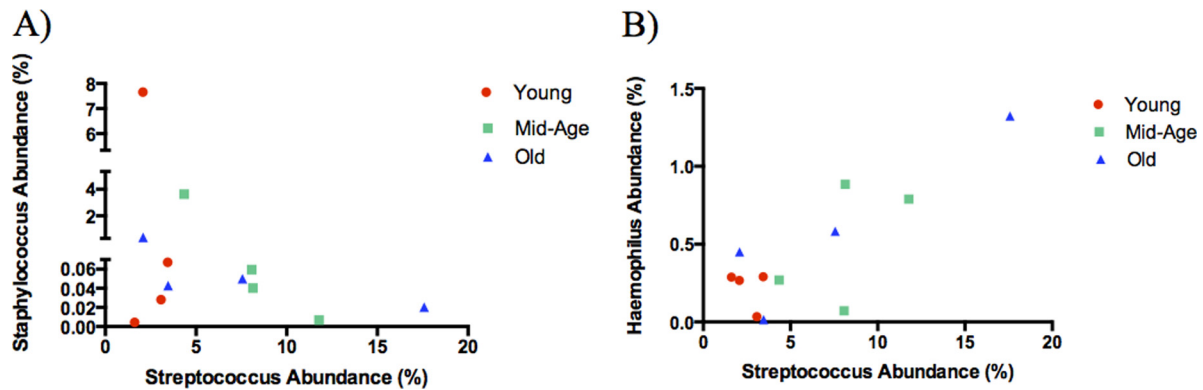 A)
Staphylococcus Abundance (%)
8
7
6
4
2
0.06
0.04
0.02
0.00
0
5
10
15
20
Streptococcus Abundance (%)
Young
Mid-Age
Old
B)
Haemophilus Abundance (%)
1.5
1.0
0.5
0.0
0
5
10
15
20
Streptococcus Abundance (%)
Young
Mid-Age
Old